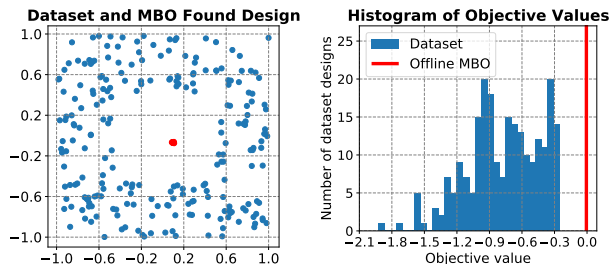 Dataset and MBO Found Design
1.0
0.6
0.2
−0.2
−0.6
−1.0
−1.0 −0.6 −0.2 0.2 0.6 1.0
Histogram of Objective Values
Number of dataset designs
25
20
15
10
5
0
Dataset
Offline MBO
−2.1 −1.8 −1.5 −1.2 −0.9 −0.6 −0.3 0.0
Objective value